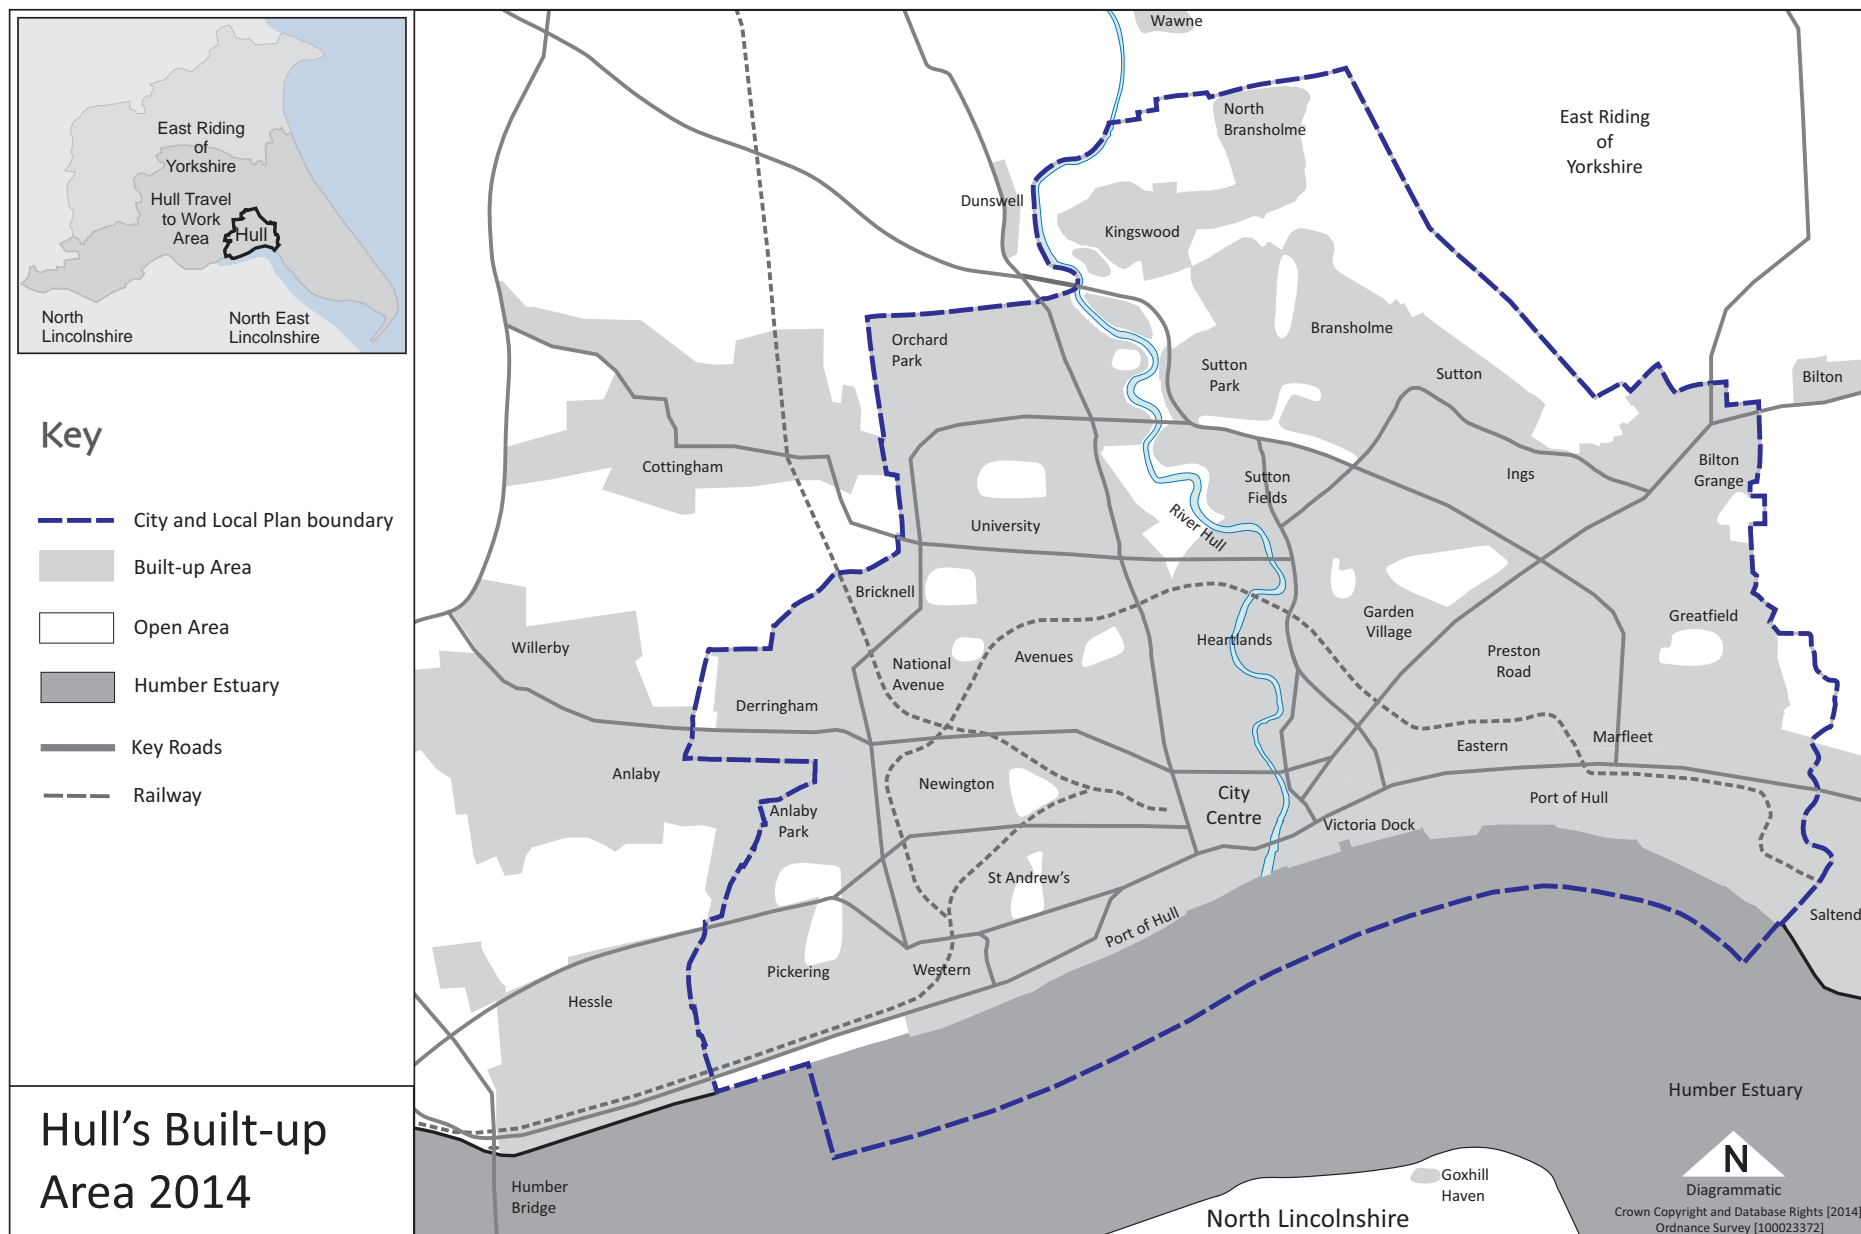 East Riding
of
Yorkshire
Hull Travel
to Work
Area
Hull
North
Lincolnshire
North East
Lincolnshire
Key
City and Local Plan boundary
Built-up Area
Open Area
Humber Estuary
Key Roads
Railway
Hull's Built-up
Area 2014
Wawne
North
Bransholme
East Riding
of
Yorkshire
Dunswell
Kingswood
Orchard
Park
Bransholme
Sutton
Park
Sutton
Bilton
Cottingham
Sutton
Fields
Ings
Bilton
Grange
University
River Hull
Bricknell
Garden
Village
Greatfield
Willerby
National
Avenue
Avenues
Heartlands
Preston
Road
Derringham
Eastern
Marfleet
Anlaby
Newington
City
Centre
Port of Hull
Anlaby
Park
Victoria Dock
St Andrew's
Port of Hull
Saltend
Pickering
Western
Hessle
Humber Estuary
Humber
Bridge
Goxhill
Haven
North Lincolnshire
N
Diagrammatic
Crown Copyright and Database Rights [2014]
Ordnance Survey [100023372]